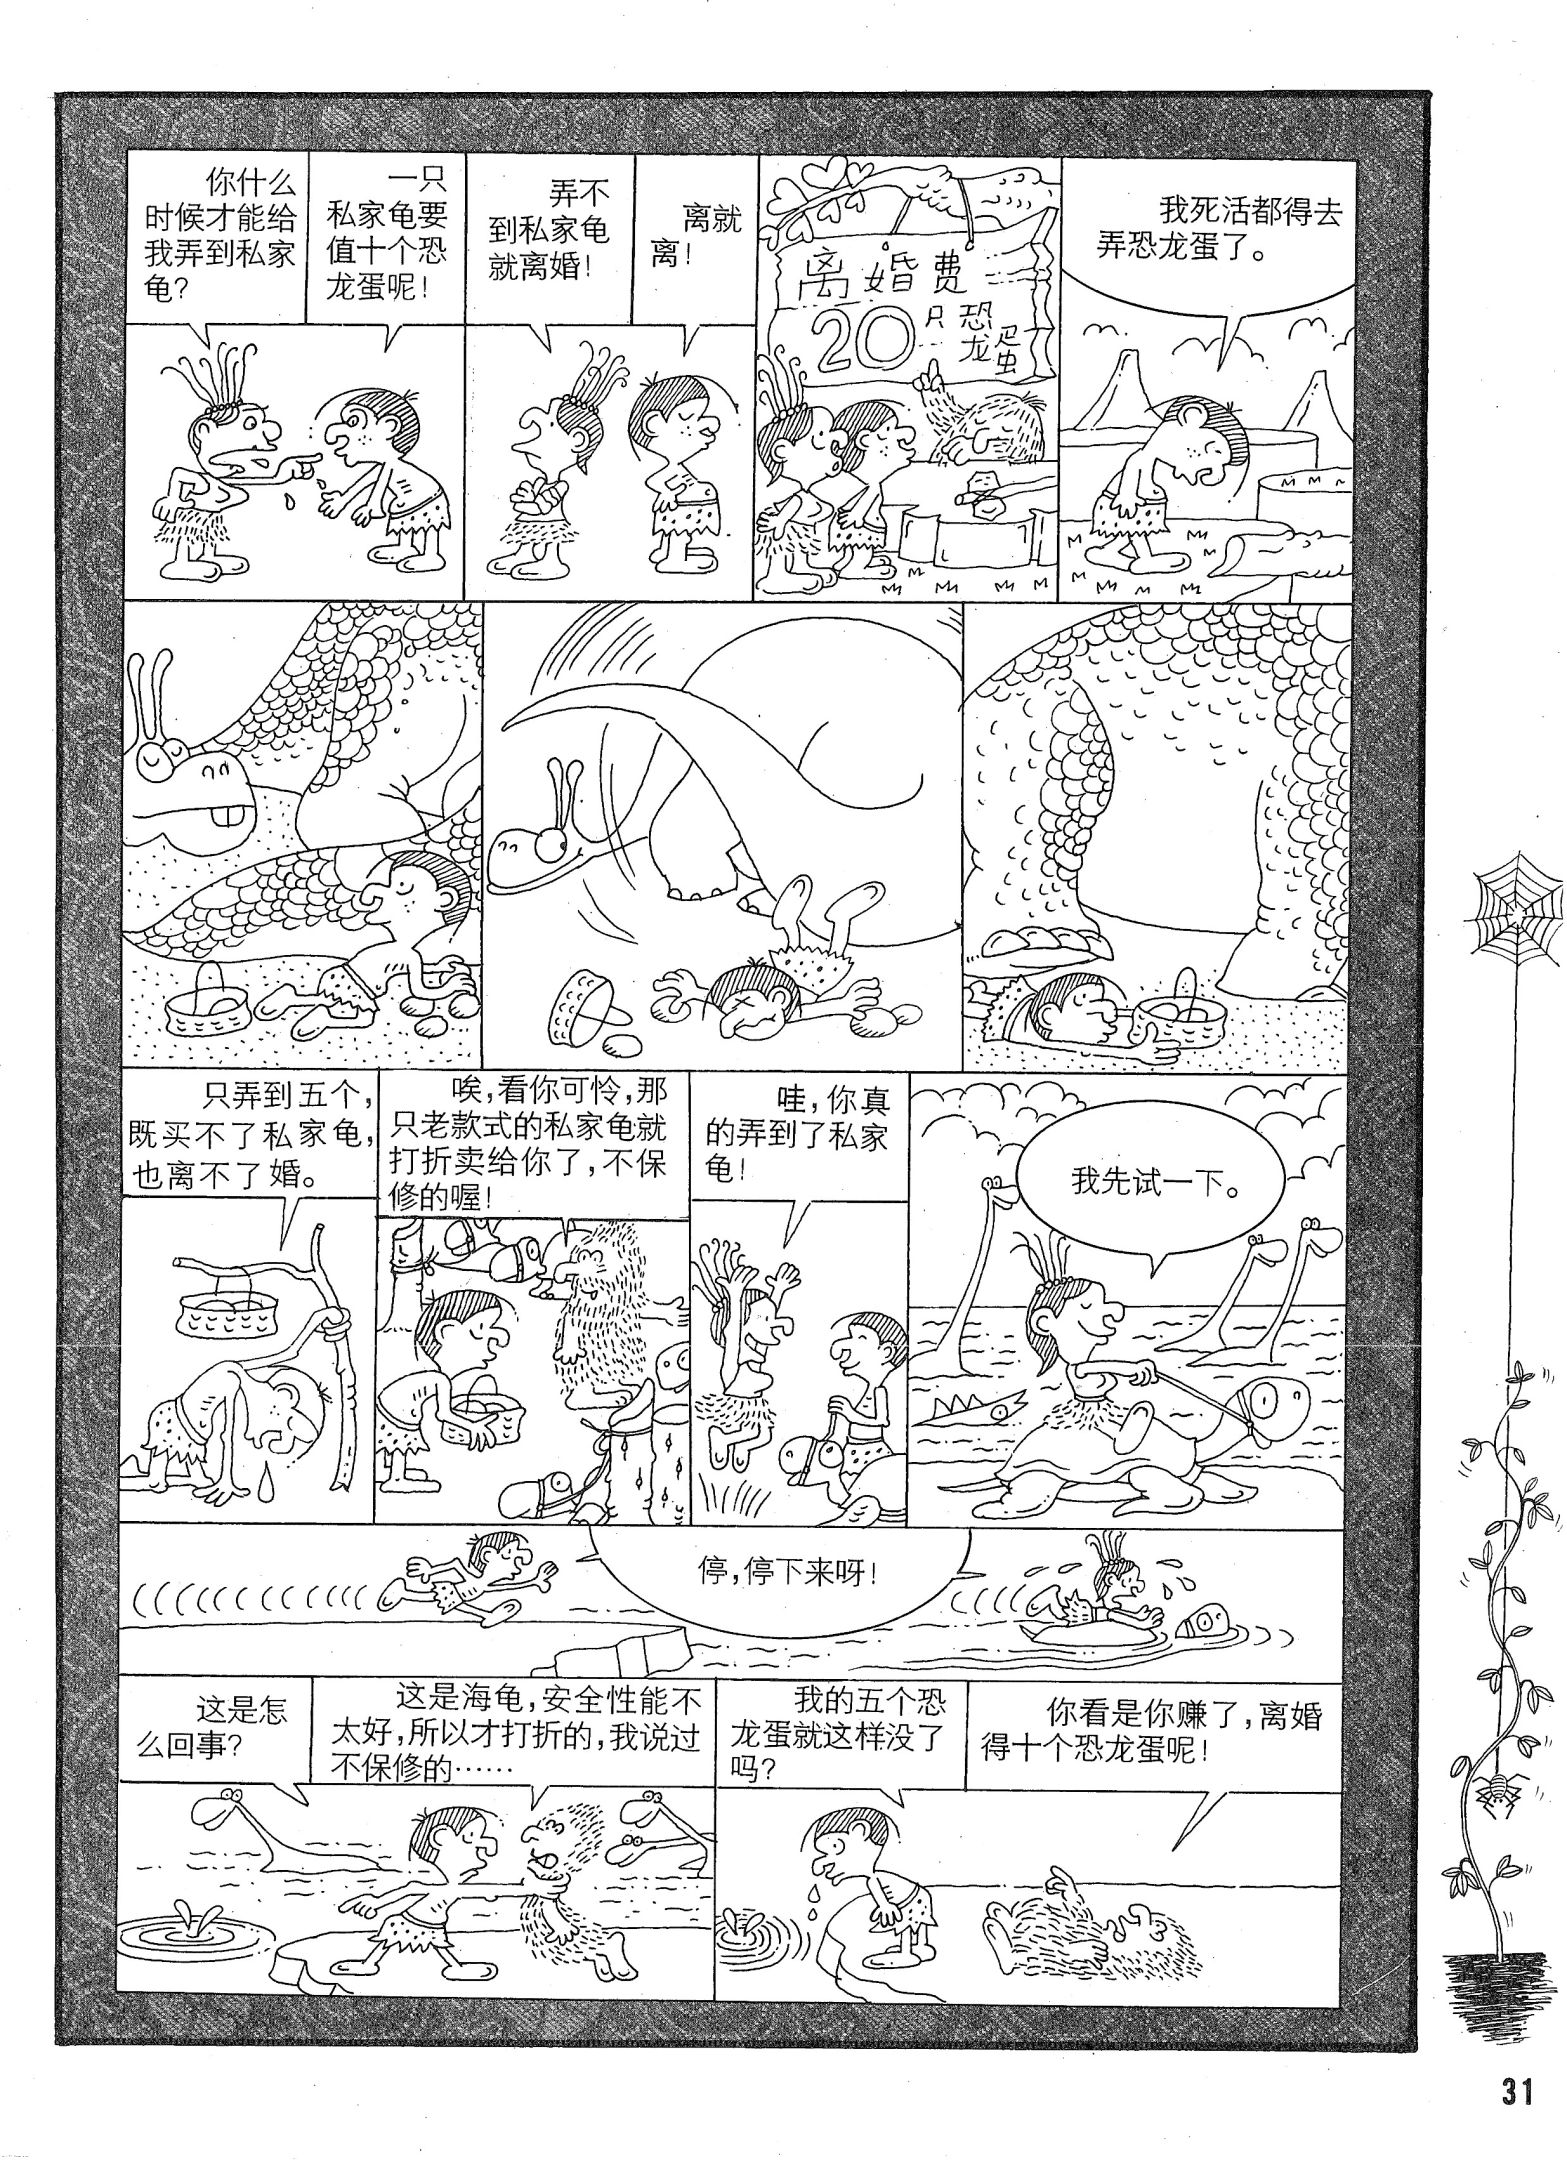 你什么
时候才能给
我弄到私家
龟？
一只
私家龟要
值十个恐
龙蛋呢！
弄不
到私家龟
就离婚！
离就
离！
离婚费
20只恐
龙蛋
我死活都得去
弄恐龙蛋了。
只弄到五个，
既买不了私家龟，
也离不了婚。
唉，看你可怜，那
只老款式的私家龟就
打折卖给你了，不保
修的喔！
哇，你真
的弄到了私家
龟！
我先试一下。
停，停下来呀！
这是怎
么回事？
这是海龟，安全性能不
太好，所以才打折的，我说过
不保修的……
我的五个恐
龙蛋就这样没了
吗？
你看是你赚了，离婚
得十个恐龙蛋呢！
31